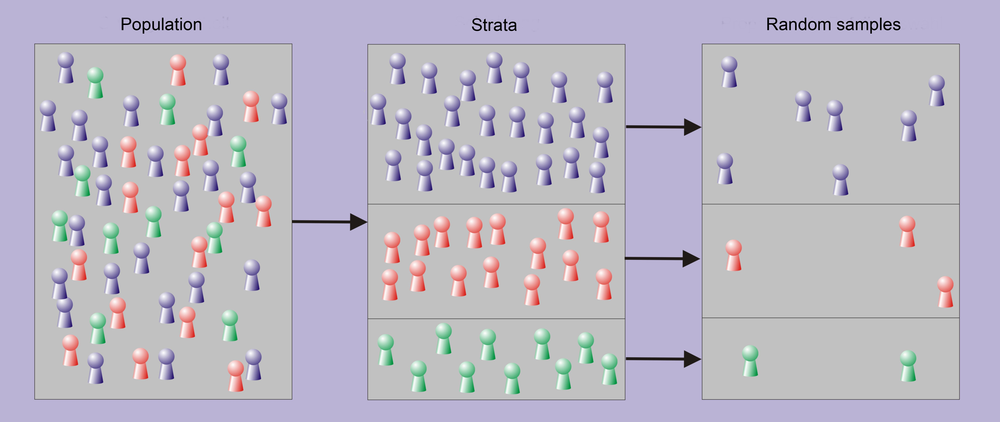 Population
Strata
Random samples